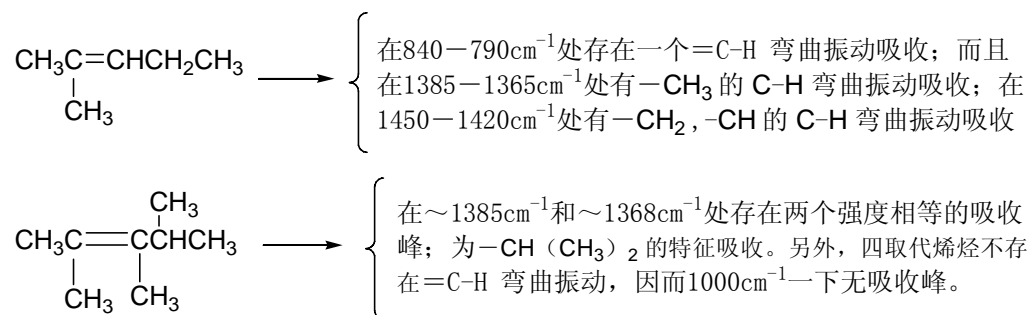 CH₃C=CHCH₂CH₃
CH₃
在840－790cm⁻¹处存在一个＝C-H 弯曲振动吸收；而且
在1385－1365cm⁻¹处有－CH₃的 C-H 弯曲振动吸收；在
1450－1420cm⁻¹处有－CH₂,-CH的 C-H 弯曲振动吸收
CH₃
CH₃C=CCHCH₃
CH₃ CH₃
在～1385cm⁻¹和～1368cm⁻¹处存在两个强度相等的吸收
峰；为－CH（CH₃）₂的特征吸收。另外，四取代烯烃不存
在＝C-H 弯曲振动，因而1000cm⁻¹一下无吸收峰。